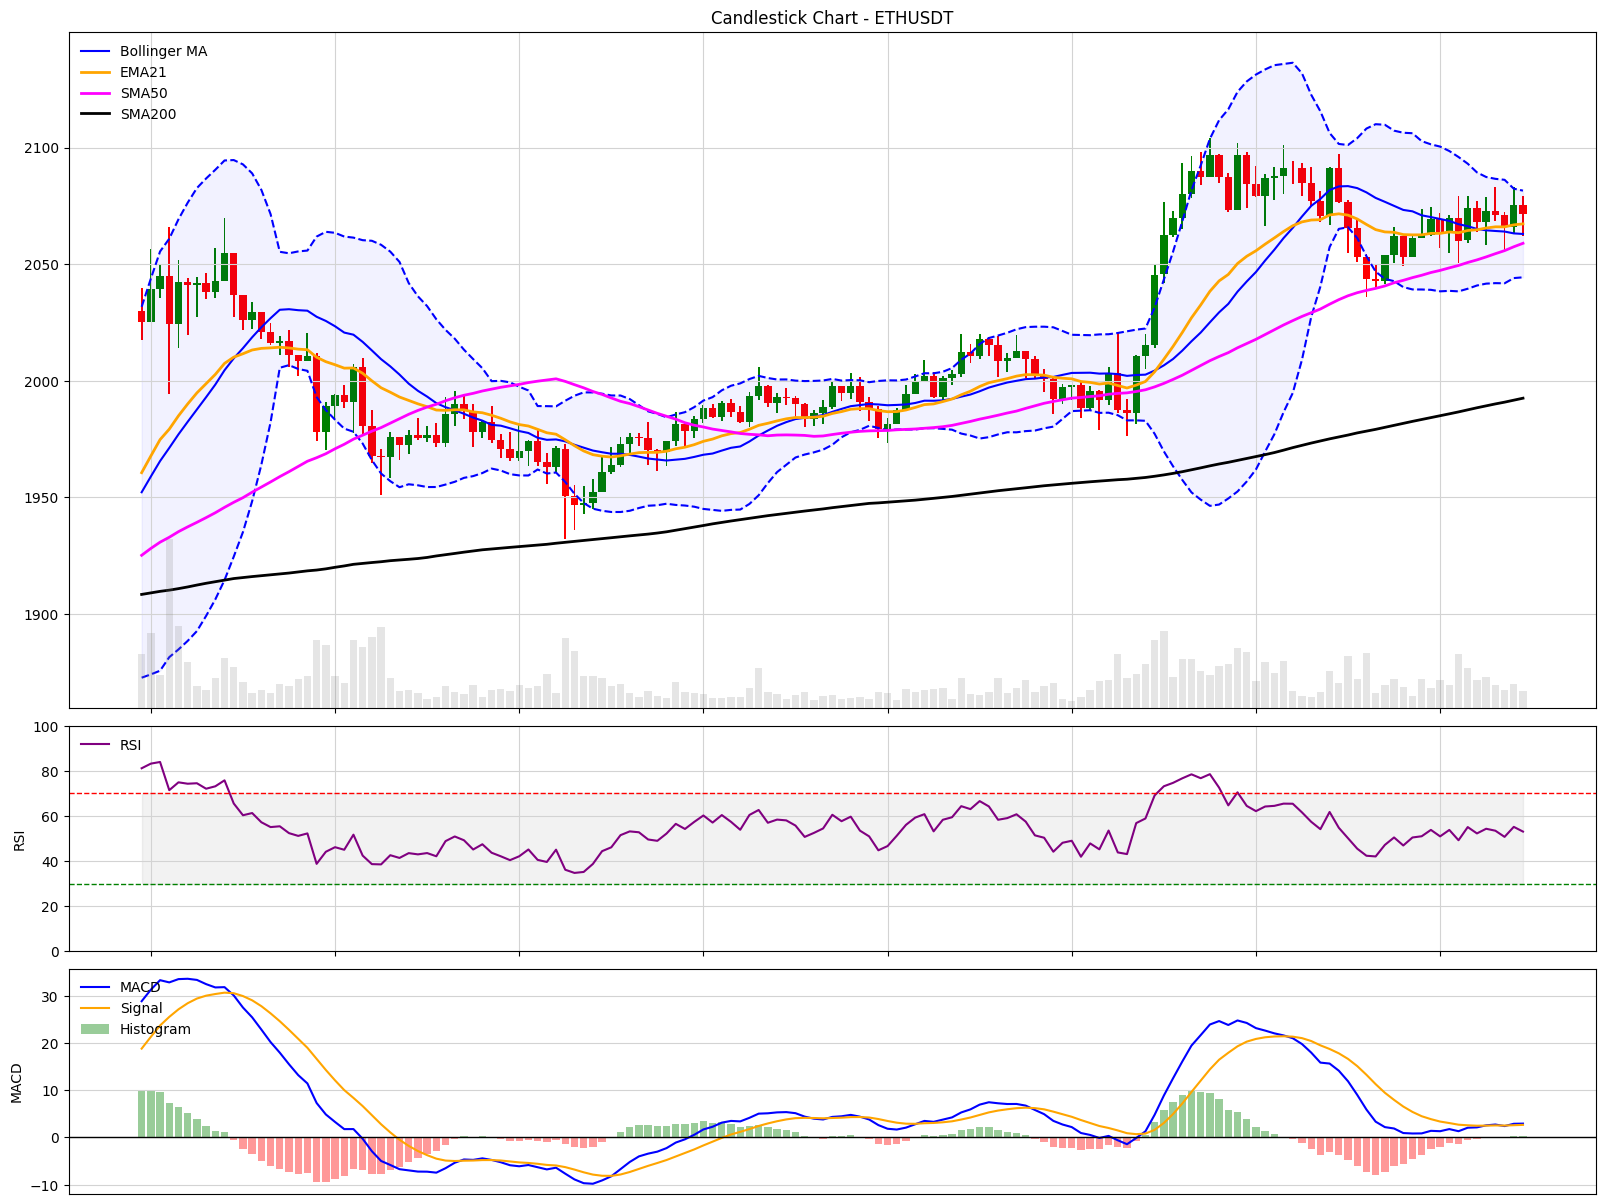 Candlestick Chart - ETHUSDT
Bollinger MA
EMA21
SMA50
SMA200
2100
2050
2000
1950
1900
RSI
100
80
60
40
20
0
RSI
MACD
Signal
Histogram
30
20
10
0
−10
MACD